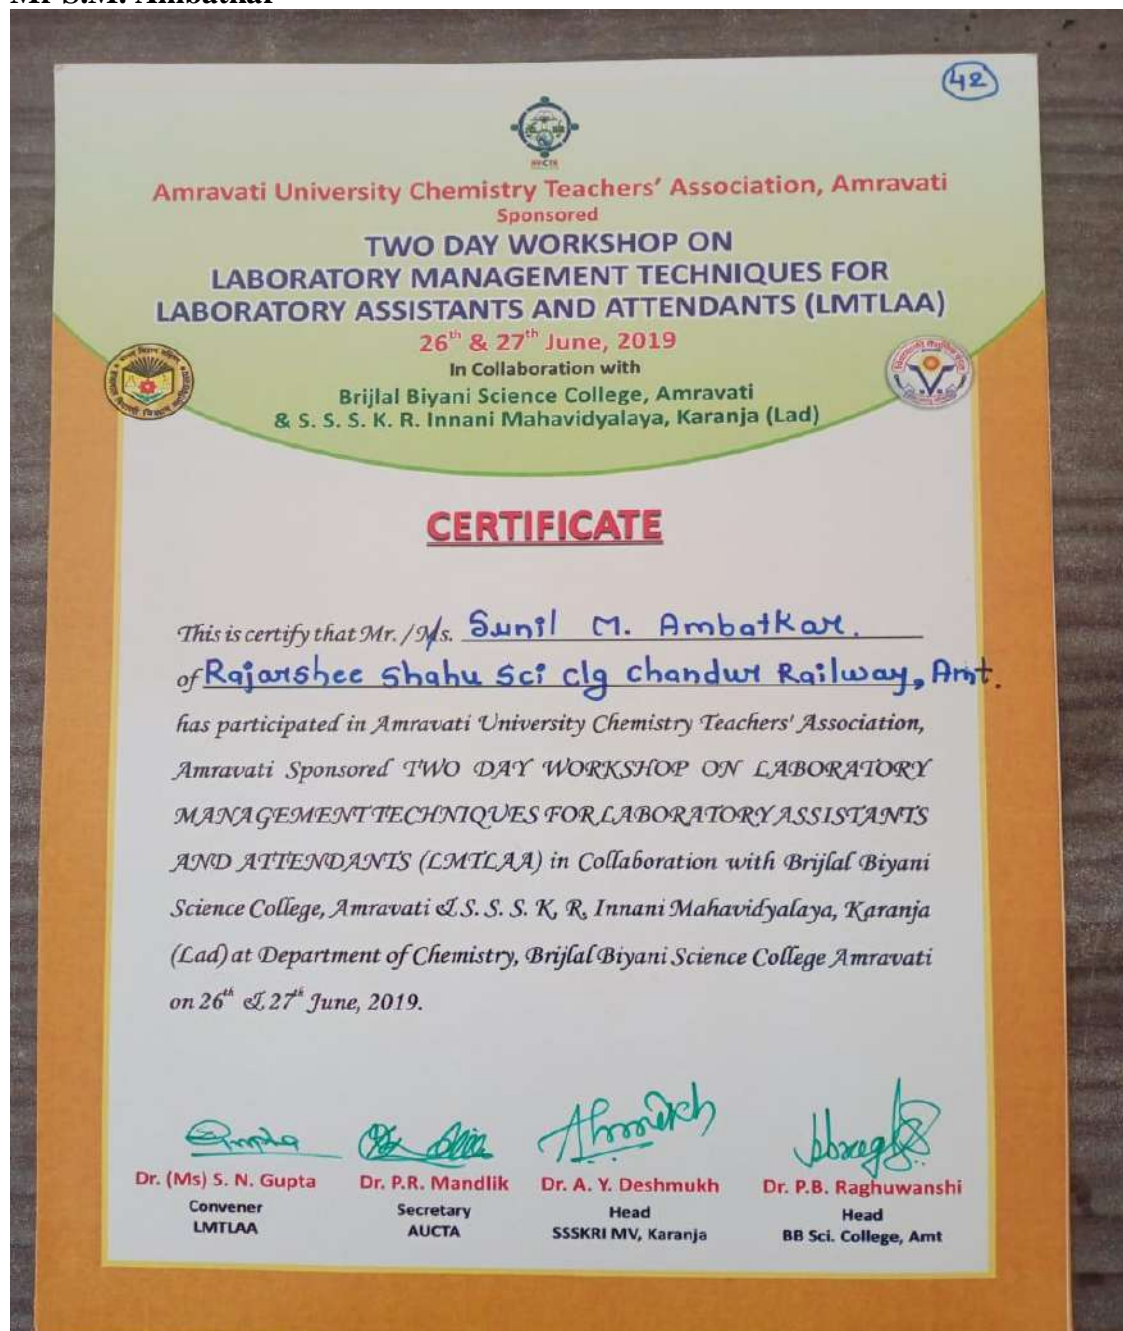 Mr S.M. Ambatkar
42
Amravati University Chemistry Teachers' Association, Amravati
Sponsored
TWO DAY WORKSHOP ON
LABORATORY MANAGEMENT TECHNIQUES FOR
LABORATORY ASSISTANTS AND ATTENDANTS (LMTLAA)
26th & 27th June, 2019
In Collaboration with
Brijlal Biyani Science College, Amravati
& S. S. S. K. R. Innani Mahavidyalaya, Karanja (Lad)
CERTIFICATE
This is certify that Mr. / Ms. Sunil M. Ambatkar.
of Rajarshee Shahu Sci clg Chandur Railway, Amt.
has participated in Amravati University Chemistry Teachers' Association,
Amravati Sponsored TWO DAY WORKSHOP ON LABORATORY
MANAGEMENT TECHNIQUES FOR LABORATORY ASSISTANTS
AND ATTENDANTS (LMTLAA) in Collaboration with Brijlal Biyani
Science College, Amravati & S. S. S. K, R, Innani Mahavidyalaya, Karanja
(Lad) at Department of Chemistry, Brijlal Biyani Science College Amravati
on 26th & 27th June, 2019.
Dr. (Ms) S. N. Gupta Dr. P.R. Mandlik Dr. A. Y. Deshmukh Dr. P.B. Raghuwanshi
Convener Secretary Head Head
LMTLAA AUCTA SSSKRI MV, Karanja BB Sci. College, Amt